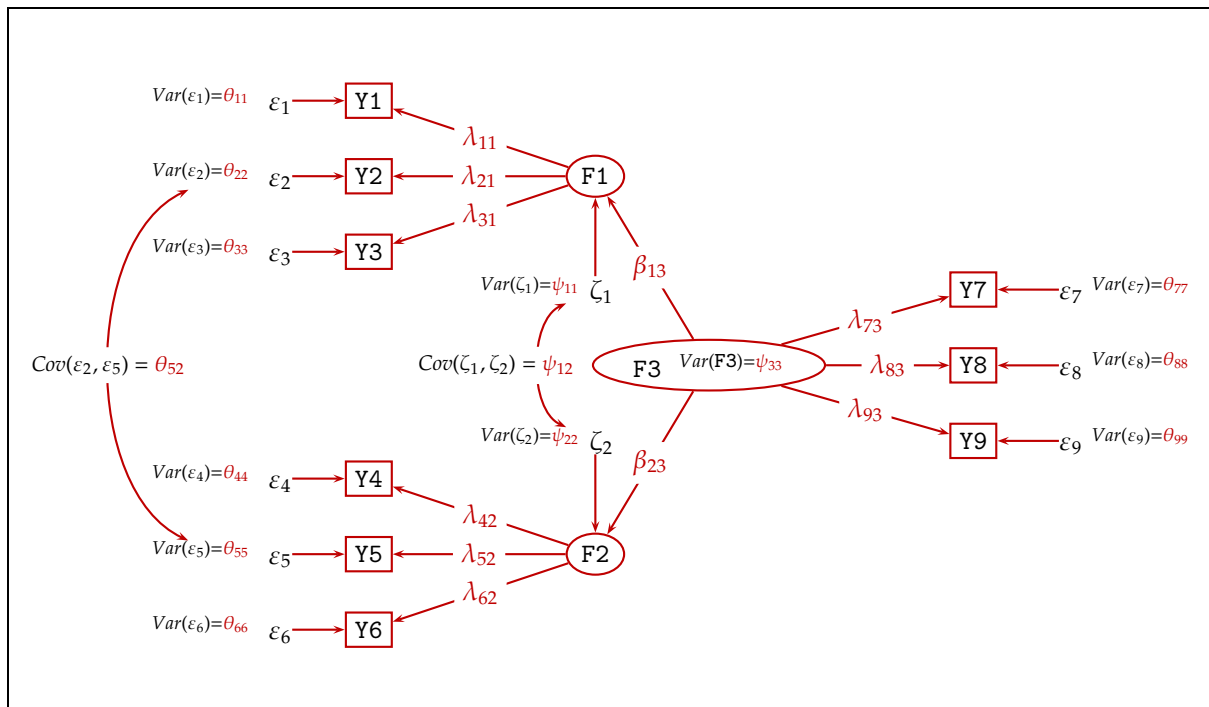 Var(ε₁)=θ₁₁ ε₁ Y1
λ₁₁
Var(ε₂)=θ₂₂ ε₂ Y2 λ₂₁ F1
λ₃₁
Var(ε₃)=θ₃₃ ε₃ Y3
β₁₃
Var(ζ₁)=ψ₁₁ ζ₁
Y7 ε₇ Var(ε₇)=θ₇₇
λ₇₃
Cov(ε₂, ε₅) = θ₅₂ Cov(ζ₁, ζ₂) = ψ₁₂ F3 Var(F3)=ψ₃₃ λ₈₃ Y8 ε₈ Var(ε₈)=θ₈₈
λ₉₃
Var(ζ₂)=ψ₂₂ ζ₂
Y9 ε₉ Var(ε₉)=θ₉₉
β₂₃
Var(ε₄)=θ₄₄ ε₄ Y4
λ₄₂
Var(ε₅)=θ₅₅ ε₅ Y5 λ₅₂ F2
λ₆₂
Var(ε₆)=θ₆₆ ε₆ Y6